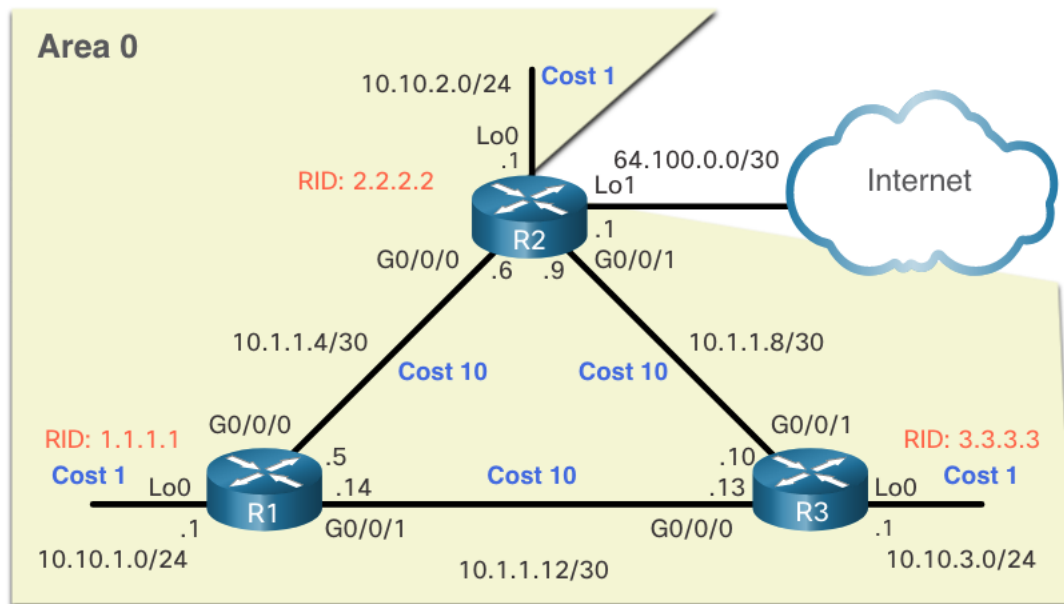 Area 0
10.10.2.0/24
Cost 1
Lo0
.1
64.100.0.0/30
Internet
RID: 2.2.2.2
Lo1
R2
.1
G0/0/0
.6
.9
G0/0/1
10.1.1.4/30
10.1.1.8/30
Cost 10
Cost 10
RID: 1.1.1.1
G0/0/0
G0/0/1
RID: 3.3.3.3
Cost 1
Lo0
.5
Cost 10
.10
Cost 1
.14
.13
Lo0
R1
R3
.1
G0/0/1
G0/0/0
.1
10.10.1.0/24
10.1.1.12/30
10.10.3.0/24